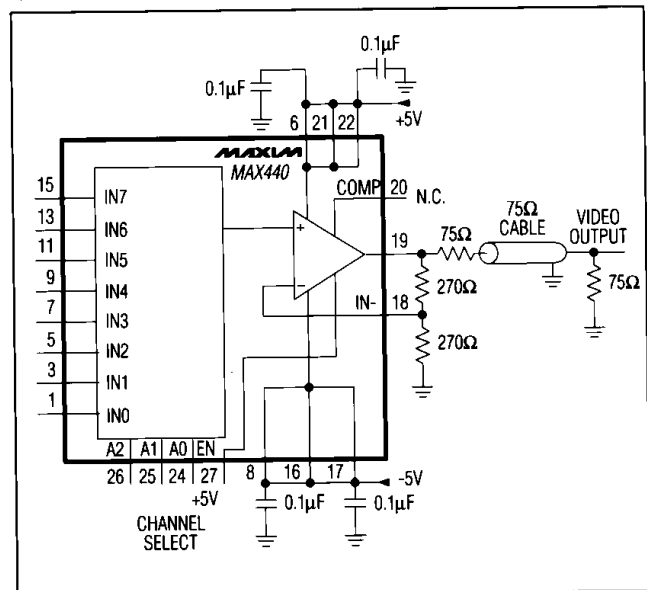 0.1µF
0.1µF
6 21 22
+5V
MAXIM
MAX440
COMP 20 N.C.
15 IN7
13 IN6
11 IN5
9 IN4
7 IN3
5 IN2
3 IN1
1 IN0
+
−
19
75Ω
75Ω
CABLE
VIDEO
OUTPUT
75Ω
270Ω
IN- 18
270Ω
A2 A1 A0 EN
26 25 24 27
+5V
8 16 17
-5V
0.1µF
0.1µF
CHANNEL
SELECT